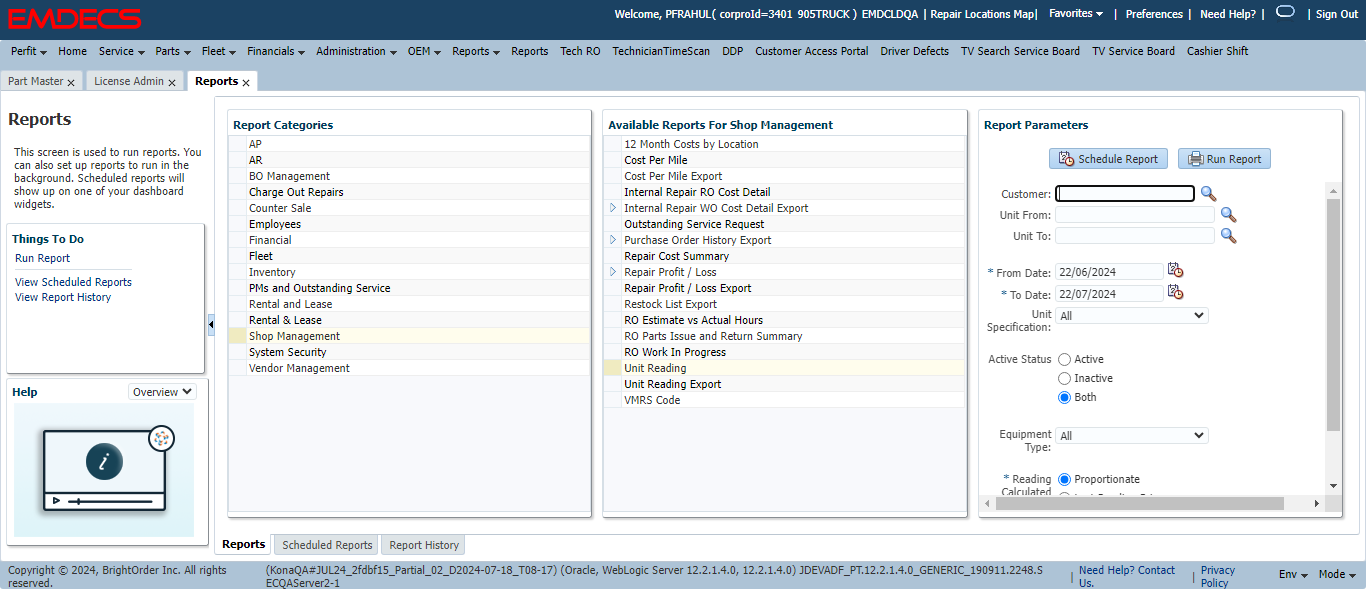 EMDECS
Welcome, PFRAHUL( corproId=3401 905TRUCK ) EMDCLDQA | Repair Locations Map| Favorites | Preferences | Need Help? | | Sign Out
Perfit Home Service Parts Fleet Financials Administration OEM Reports Reports Tech RO TechnicianTimeScan DDP Customer Access Portal Driver Defects TV Search Service Board TV Service Board Cashier Shift
Part Master License Admin Reports
Reports
This screen is used to run reports. You
can also set up reports to run in the
background. Scheduled reports will
show up on one of your dashboard
widgets.
Things To Do
Run Report
View Scheduled Reports
View Report History
Help Overview
i
Report Categories
AP
AR
BO Management
Charge Out Repairs
Counter Sale
Employees
Financial
Fleet
Inventory
PMs and Outstanding Service
Rental and Lease
Rental & Lease
Shop Management
System Security
Vendor Management
Available Reports For Shop Management
12 Month Costs by Location
Cost Per Mile
Cost Per Mile Export
Internal Repair RO Cost Detail
Internal Repair WO Cost Detail Export
Outstanding Service Request
Purchase Order History Export
Repair Cost Summary
Repair Profit / Loss
Repair Profit / Loss Export
Restock List Export
RO Estimate vs Actual Hours
RO Parts Issue and Return Summary
RO Work In Progress
Unit Reading
Unit Reading Export
VMRS Code
Report Parameters
Schedule Report Run Report
Customer:
Unit From:
Unit To:
* From Date: 22/06/2024
* To Date: 22/07/2024
Unit
Specification: All
Active Status Active
Inactive
Both
Equipment
Type: All
* Reading Proportionate
Calculated
Reports Scheduled Reports Report History
Copyright © 2024, BrightOrder Inc. All rights
reserved.
(KonaQA#JUL24_2fdbf15_Partial_02_D2024-07-18_T08-17) (Oracle, WebLogic Server 12.2.1.4.0, 12.2.1.4.0) JDEVADF_PT.12.2.1.4.0_GENERIC_190911.2248.S
ECQAServer2-1
| Need Help? Contact
Us.
| Privacy
Policy
Env Mode